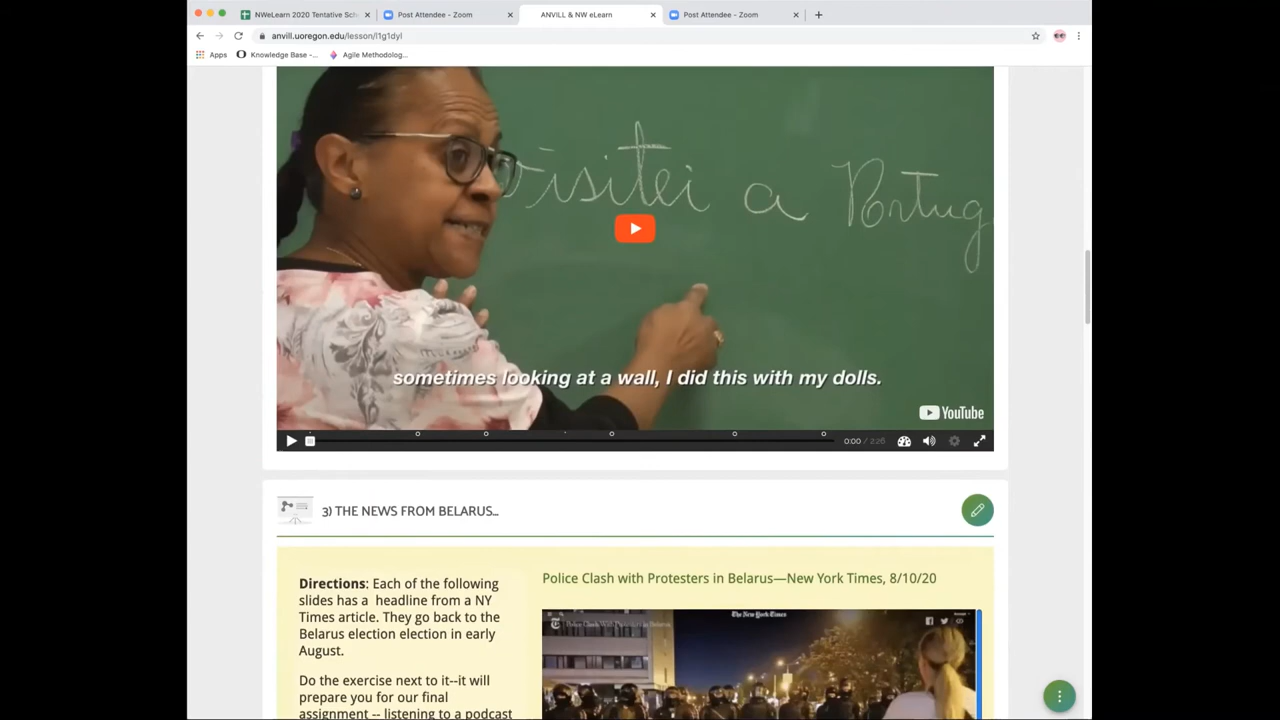 NWeLearn 2020 Tentative Sch
Post Attendee - Zoom
ANVILL & NW eLearn
Post Attendee - Zoom
anvill.uoregon.edu/lesson/l1g1dyl
Apps
Knowledge Base -...
Agile Methodolog...
Visitei a Portug
sometimes looking at a wall, I did this with my dolls.
YouTube
0:00 / 2:26
3) THE NEWS FROM BELARUS...
Directions: Each of the following
slides has a headline from a NY
Times article. They go back to the
Belarus election election in early
August.
Do the exercise next to it--it will
prepare you for our final
assignment -- listening to a podcast
Police Clash with Protesters in Belarus—New York Times, 8/10/20
The New York Times
Police Clash With Protesters in Belarus